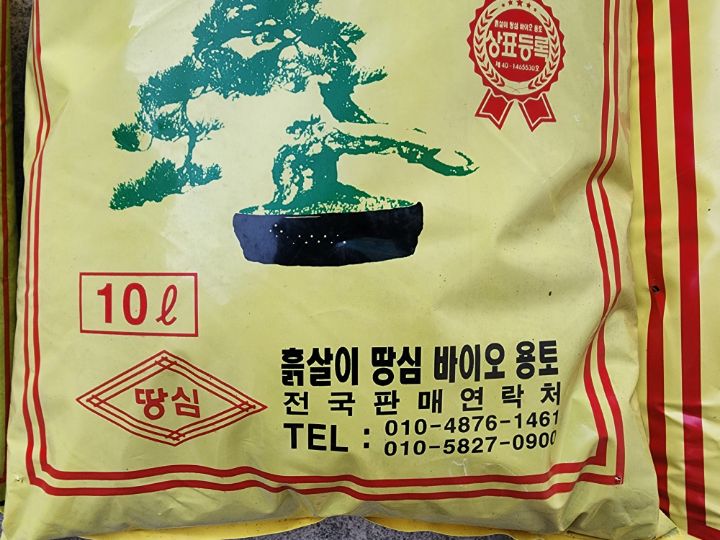 흙살이 땅심 바이오 용토
상표등록
10ℓ
땅심
흙살이 땅심 바이오 용토
전국판매연락처
TEL : 010-4876-1461
010-5827-0900